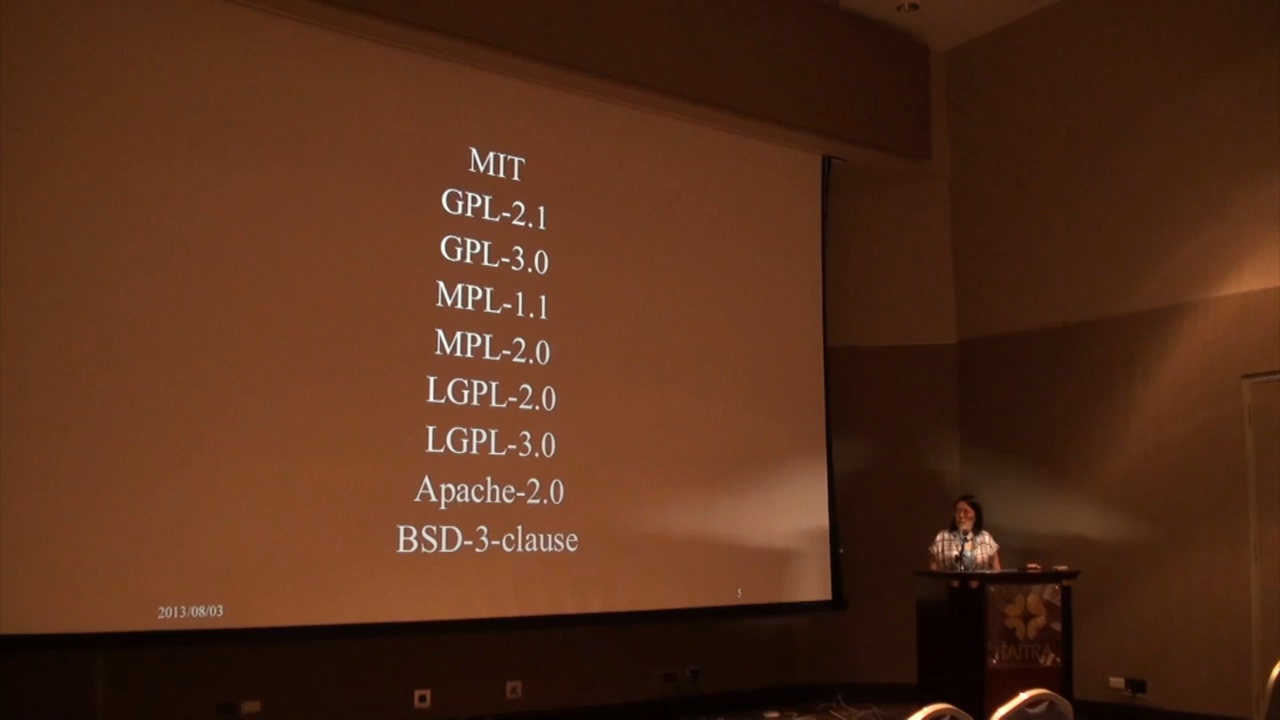 MIT
GPL-2.1
GPL-3.0
MPL-1.1
MPL-2.0
LGPL-2.0
LGPL-3.0
Apache-2.0
BSD-3-clause
2013/08/03
5
TAITRA